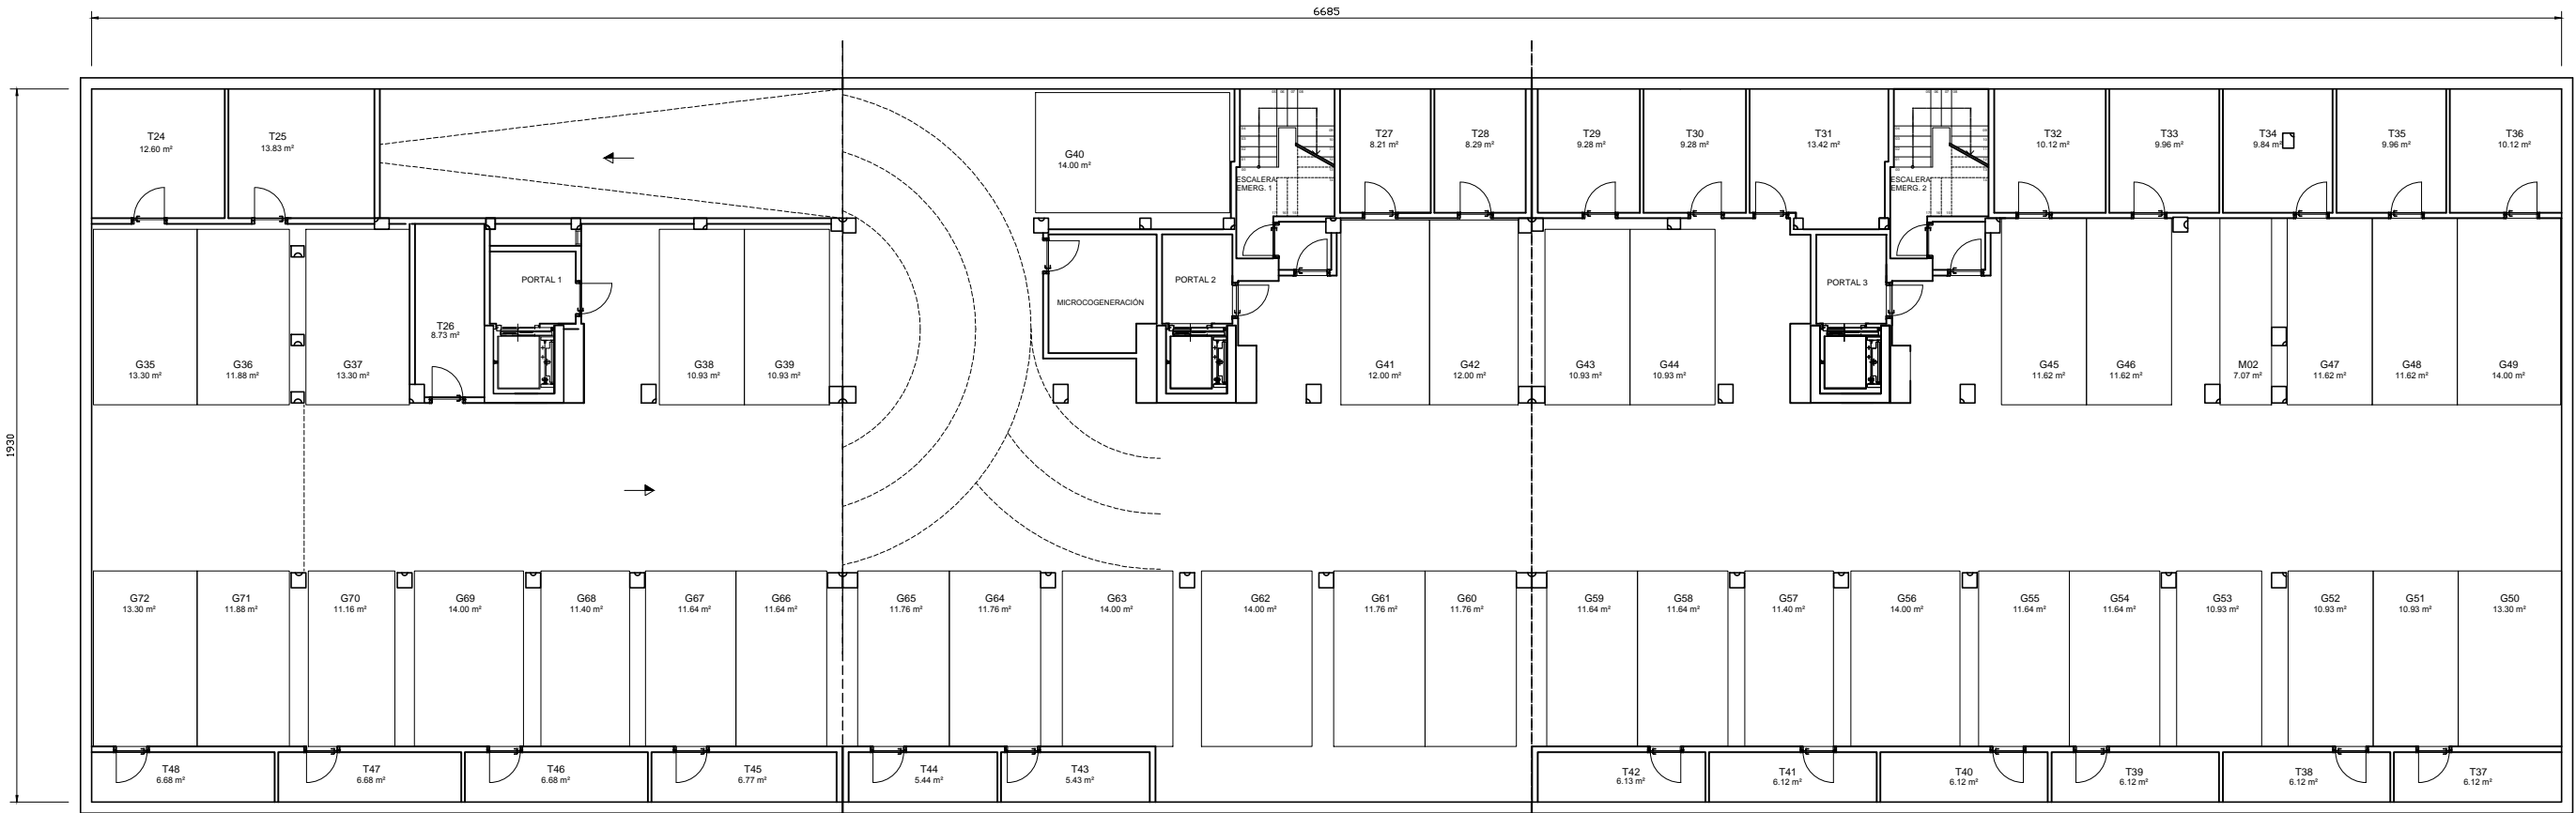 6685
1930
T24
12.60 m²
T25
13.83 m²
G40
14.00 m²
ESCALERA
EMERG. 1
T27
8.21 m²
T28
8.29 m²
T29
9.28 m²
T30
9.28 m²
T31
13.42 m²
ESCALERA
EMERG. 2
T32
10.12 m²
T33
9.96 m²
T34
9.84 m²
T35
9.96 m²
T36
10.12 m²
G35
13.30 m²
G36
11.88 m²
G37
13.30 m²
T26
8.73 m²
PORTAL 1
G38
10.93 m²
G39
10.93 m²
MICROCOGENERACIÓN
PORTAL 2
G41
12.00 m²
G42
12.00 m²
G43
10.93 m²
G44
10.93 m²
PORTAL 3
G45
11.62 m²
G46
11.62 m²
M02
7.07 m²
G47
11.62 m²
G48
11.62 m²
G49
14.00 m²
G72
13.30 m²
G71
11.88 m²
G70
11.16 m²
G69
14.00 m²
G68
11.40 m²
G67
11.64 m²
G66
11.64 m²
G65
11.76 m²
G64
11.76 m²
G63
14.00 m²
G62
14.00 m²
G61
11.76 m²
G60
11.76 m²
G59
11.64 m²
G58
11.64 m²
G57
11.40 m²
G56
14.00 m²
G55
11.64 m²
G54
11.64 m²
G53
10.93 m²
G52
10.93 m²
G51
10.93 m²
G50
13.30 m²
T48
6.68 m²
T47
6.68 m²
T46
6.68 m²
T45
6.77 m²
T44
5.44 m²
T43
5.43 m²
T42
6.13 m²
T41
6.12 m²
T40
6.12 m²
T39
6.12 m²
T38
6.12 m²
T37
6.12 m²